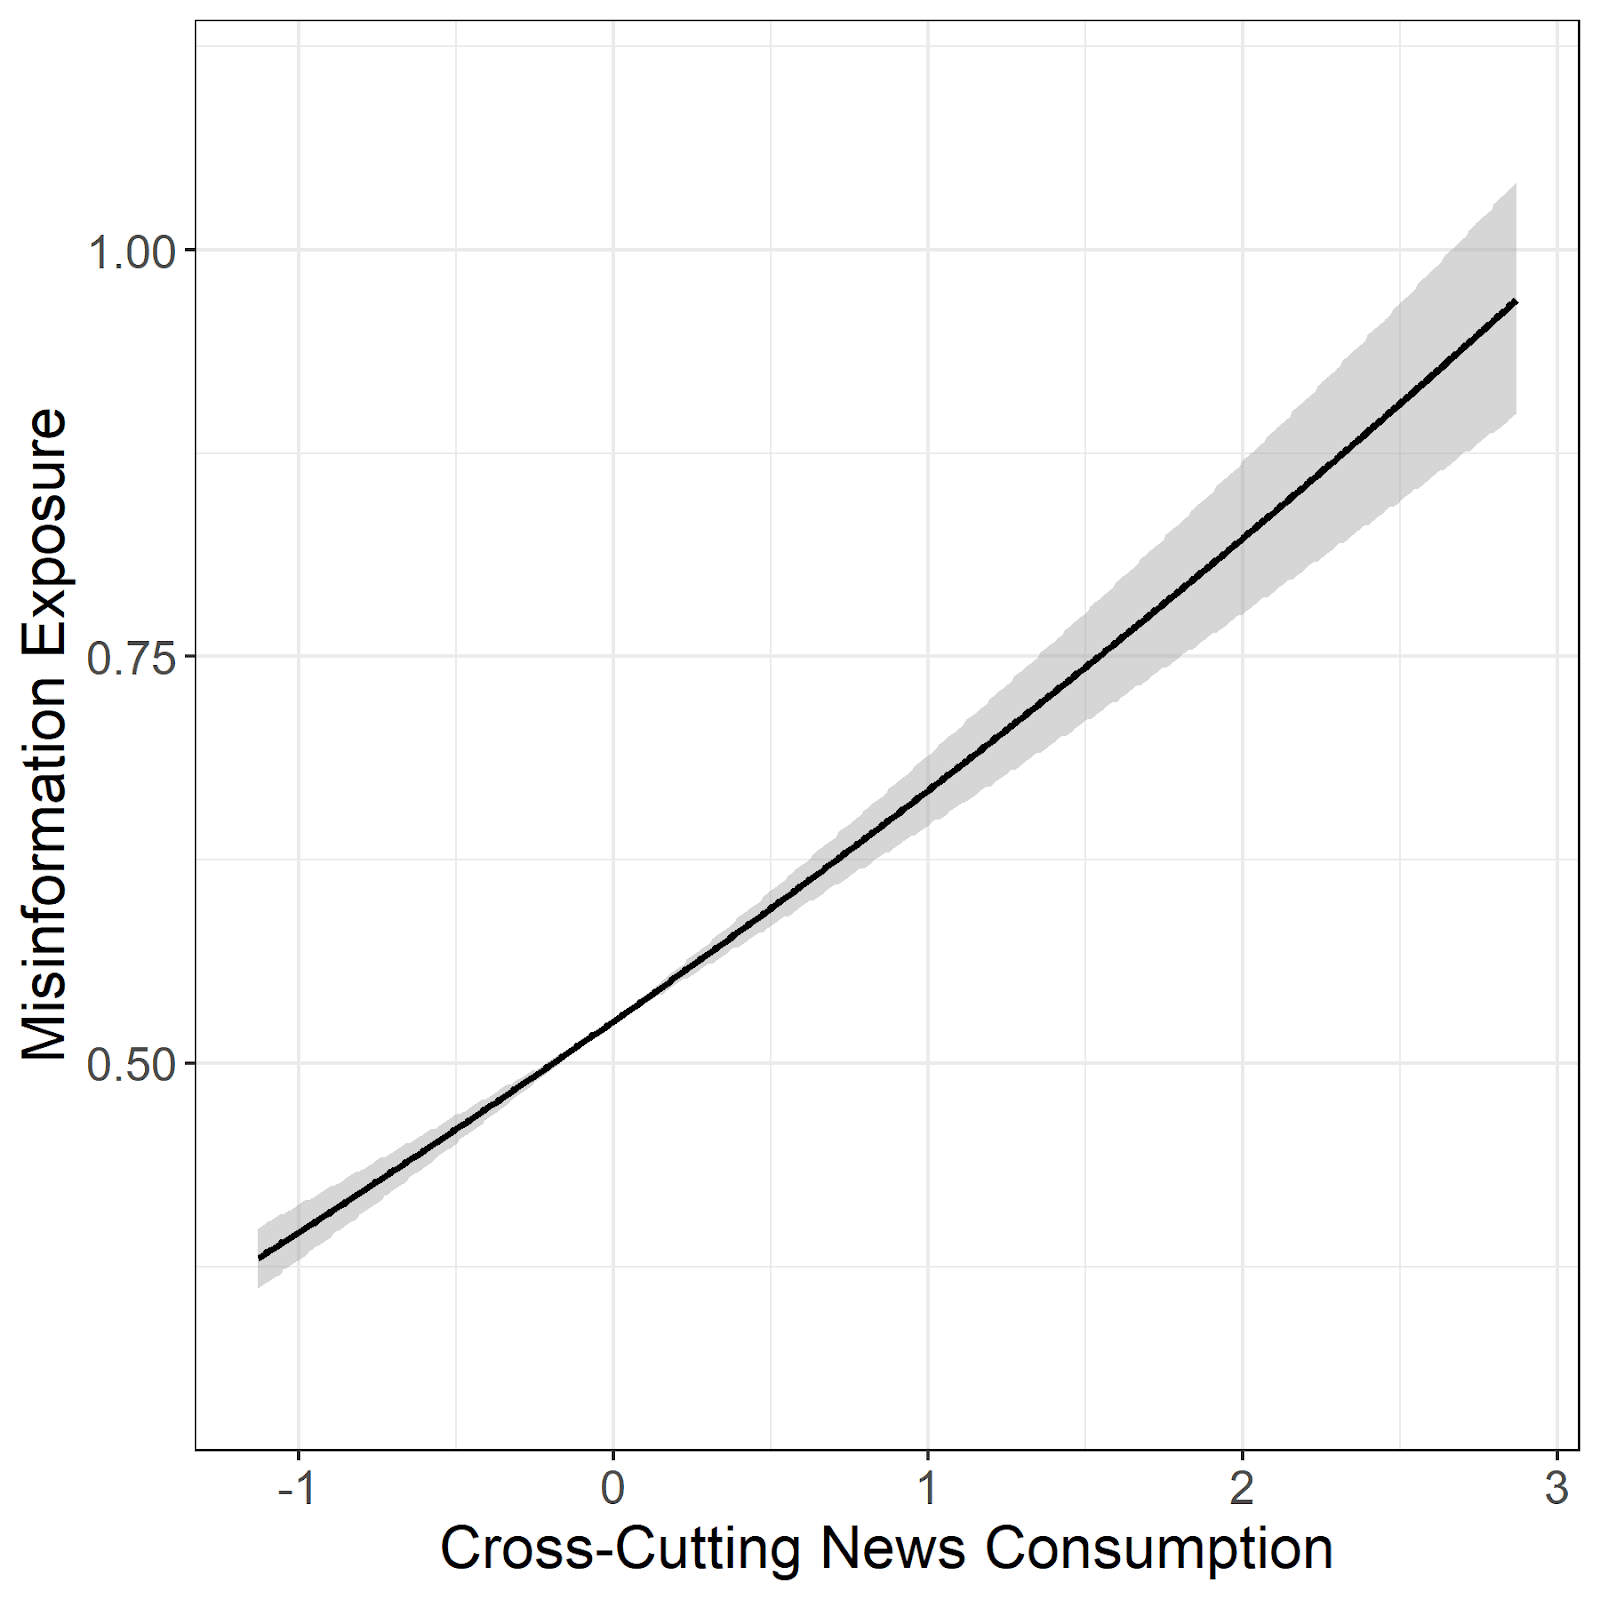 Misinformation Exposure
1.00
0.75
0.50
-1 0 1 2 3
Cross-Cutting News Consumption